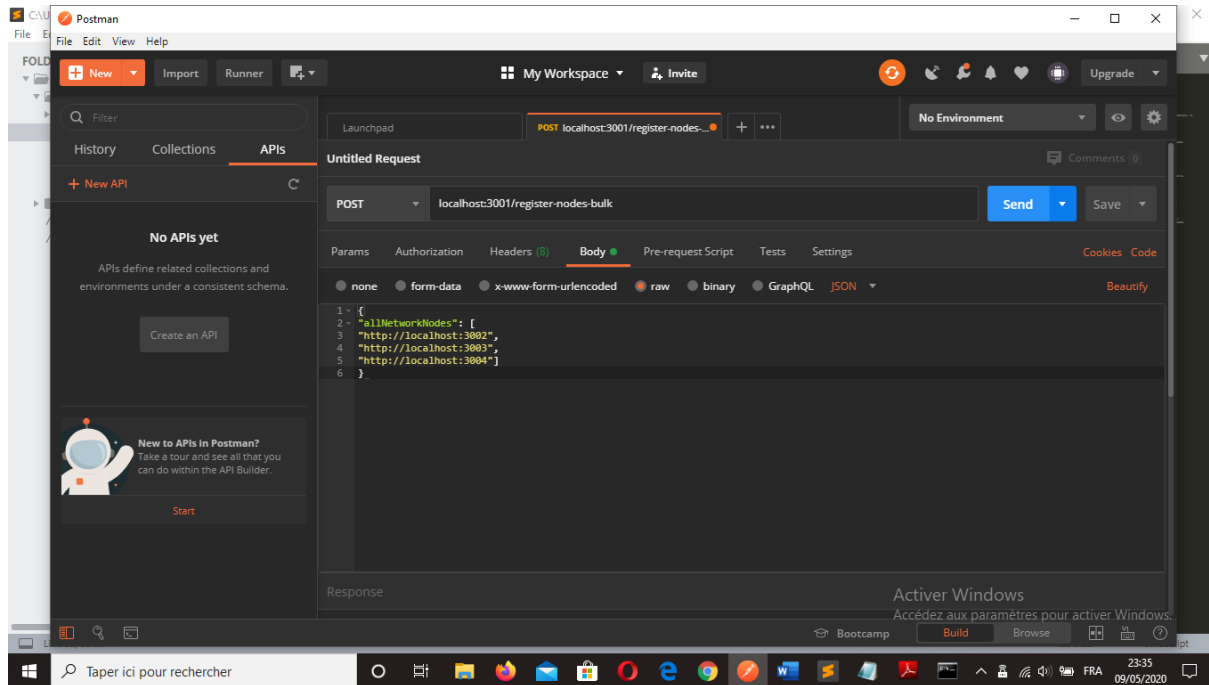 C:\U
Postman
File Edit View Help
File E
FOLD
New
Import
Runner
My Workspace
Invite
Upgrade
Filter
Launchpad
POST localhost:3001/register-nodes-...
No Environment
History Collections APIs
Untitled Request
Comments 0
+ New API
POST
localhost:3001/register-nodes-bulk
Send
Save
No APIs yet
APIs define related collections and
environments under a consistent schema.
Create an API
Params Authorization Headers (8) Body Pre-request Script Tests Settings
Cookies Code
none form-data x-www-form-urlencoded raw binary GraphQL JSON
Beautify
1 {
2 "allNetworkNodes": [
3 "http://localhost:3002",
4 "http://localhost:3003",
5 "http://localhost:3004"]
6 }
New to APIs in Postman?
Take a tour and see all that you
can do within the API Builder.
Start
Response
Activer Windows
Accédez aux paramètres pour activer Windows.
Bootcamp
Build
Browse
ipt
Taper ici pour rechercher
FRA
23:35
09/05/2020